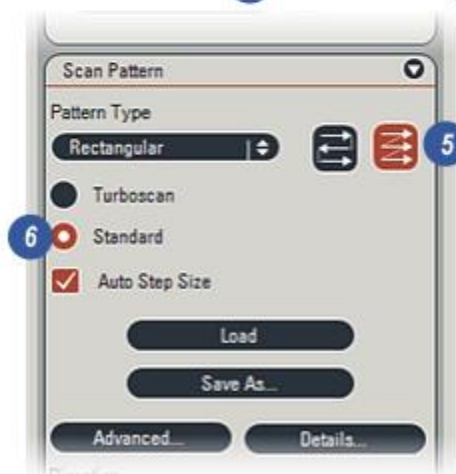 Scan Pattern
Pattern Type
Rectangular
5
Turboscan
6 Standard
Auto Step Size
Load
Save As...
Advanced... Details...